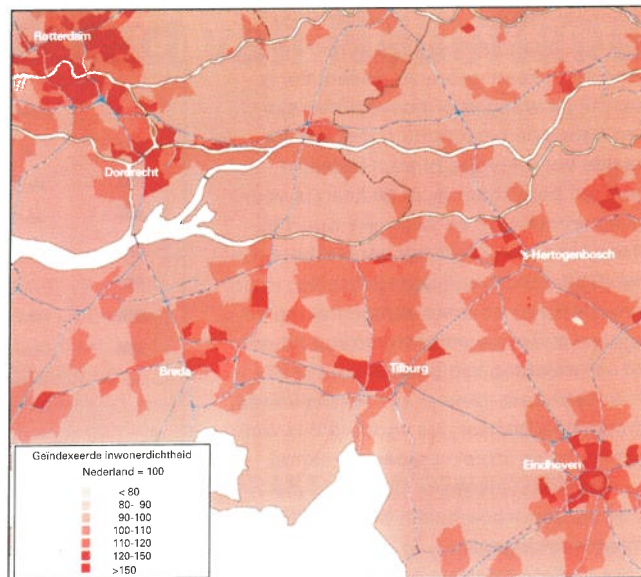 Rotterdam
Dordrecht
's-Hertogenbosch
Breda
Tilburg
Eindhoven
Geïndexeerde inwonerdichtheid
Nederland = 100
< 80
80- 90
90-100
100-110
110-120
120-150
>150